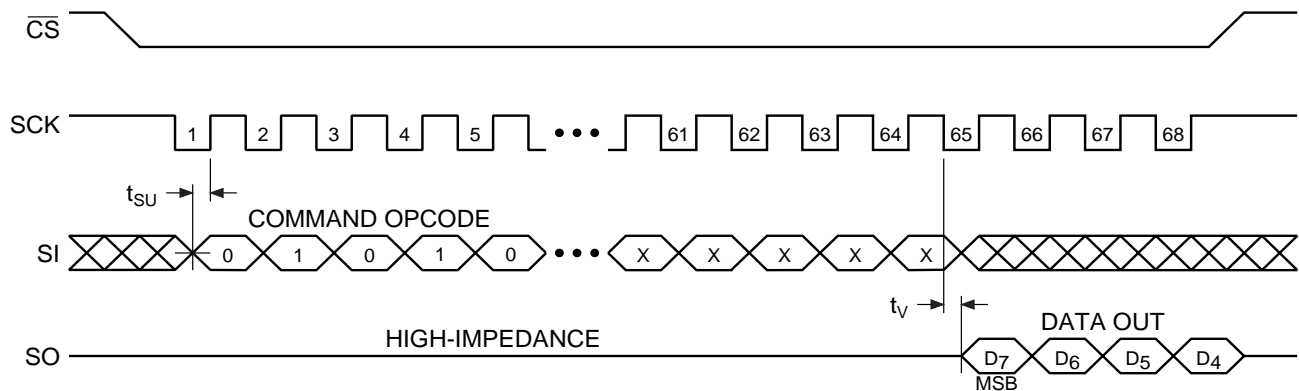 CS
SCK 1 2 3 4 5 ••• 61 62 63 64 65 66 67 68
tSU
COMMAND OPCODE
SI 0 1 0 1 0 ••• X X X X X
tV
HIGH-IMPEDANCE DATA OUT
SO D7 D6 D5 D4
MSB